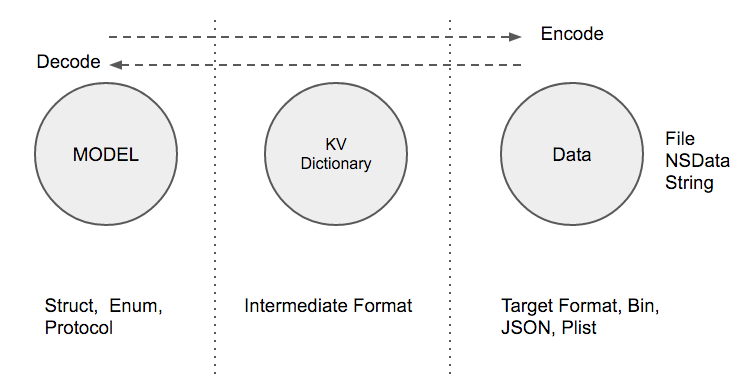 Encode
Decode
MODEL
KV
Dictionary
Data
File
NSData
String
Struct, Enum,
Protocol
Intermediate Format
Target Format, Bin,
JSON, Plist